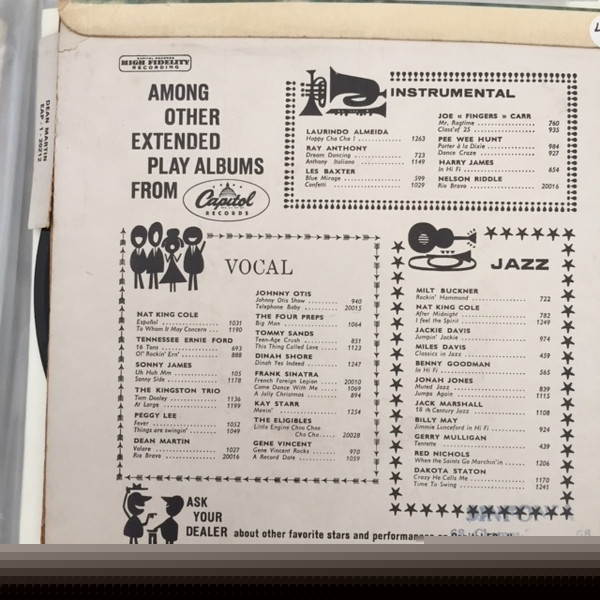 CAPITOL RECORDS
HIGH FIDELITY
RECORDING
DEAN MARTIN
AMONG
OTHER
EXTENDED
PLAY ALBUMS
FROM
Capitol
RECORDS
INSTRUMENTAL
LAURINDO ALMEIDA
Happy Cha Cha ! 1263
RAY ANTHONY
Dream Dancing 723
Anthony Italiano 1149
LES BAXTER
Blue Mirage 599
Confetti 1029
JOE « FINGERS » CARR
Mr. Ragtime 760
Class'of 25 935
PEE WEE HUNT
Porter à la Dixie 984
Dance Craze 927
HARRY JAMES
In Hi Fi 654
NELSON RIDDLE
Rio Bravo 20016
VOCAL
NAT KING COLE
Español 1031
To Whom It May Concern 1190
TENNESSEE ERNIE FORD
16 Tons 693
Ol' Rockin' Ern' 888
SONNY JAMES
Uh Huh Mm 105
Sonny Side 1178
THE KINGSTON TRIO
Tom Dooley 1136
At Large 1199
PEGGY LEE
Fever 1052
Things are swingin' 1049
DEAN MARTIN
Volare 1027
Rio Bravo 20016
JOHNNY OTIS
Johnny Otis Show 940
Telephone Baby 20015
THE FOUR PREPS
Big Man 1064
TOMMY SANDS
Teen-Age Crush 851
This Thing Called Love 1123
DINAH SHORE
Dinah Yes Indeed 1247
FRANK SINATRA
French Foreign Legion 20010
Come Dance With Me 1069
A Jolly Christmas 894
KAY STARR
Movin' 1254
THE ELIGIBLES
Little Engine Choo Choo
Cho Cho 20028
GENE VINCENT
Gene Vincent Rocks 970
A Record Date 1059
JAZZ
MILT BUCKNER
Rockin' Hammond 722
NAT KING COLE
After Midnight 782
I feel the Spirit 1249
JACKIE DAVIS
Jumpin' Jackie 974
MILES DAVIS
Classics in Jazz 459
BENNY GOODMAN
In Hi Fi 565
JONAH JONES
Muted Jazz 839
Jumps Again 1115
JACK MARSHALL
18 th Century Jazz 1108
BILLY MAY
Jimmie Lunceford in Hi Fi 924
GERRY MULLIGAN
Tentette 439
RED NICHOLS
When the Saints Go Marchin'in 1206
DAKOTA STATON
Crazy He Calls Me 1170
Time To Swing 1241
ASK
YOUR
DEALER about other favorite stars and performances